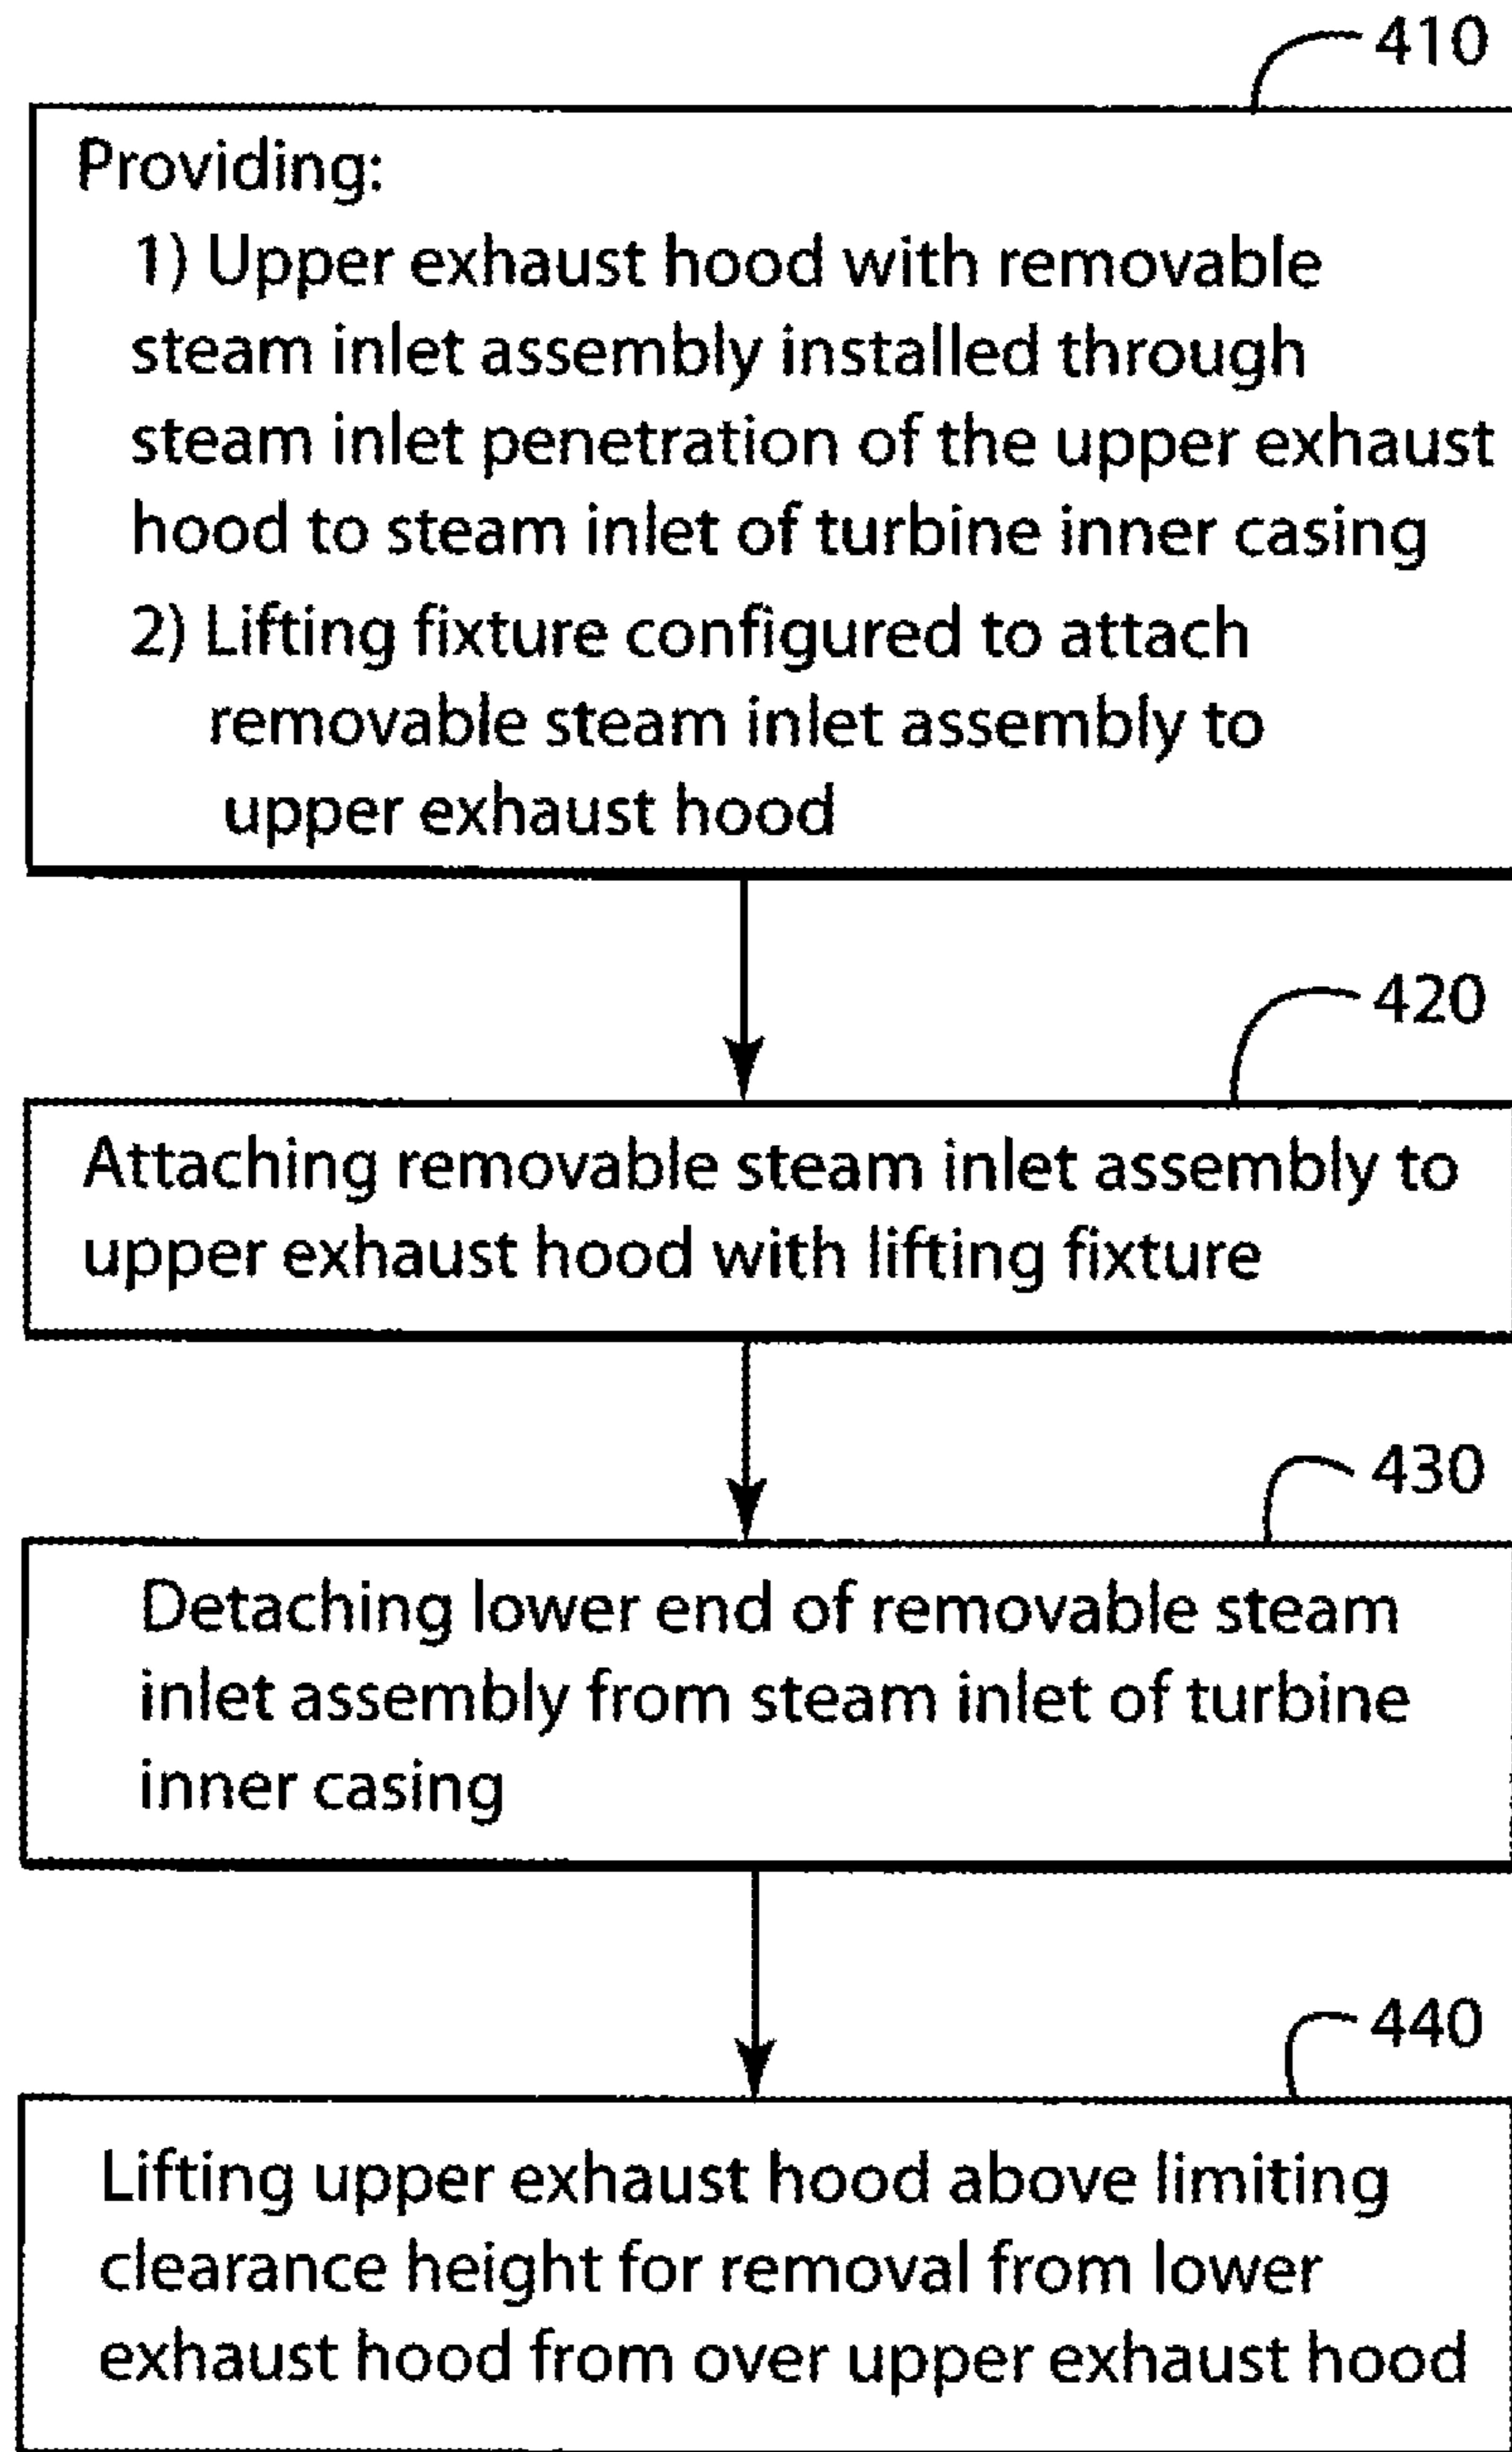 410
Providing:
1) Upper exhaust hood with removable
steam inlet assembly installed through
steam inlet penetration of the upper exhaust
hood to steam inlet of turbine inner casing
2) Lifting fixture configured to attach
removable steam inlet assembly to
upper exhaust hood
420
Attaching removable steam inlet assembly to
upper exhaust hood with lifting fixture
430
Detaching lower end of removable steam
inlet assembly from steam inlet of turbine
inner casing
440
Lifting upper exhaust hood above limiting
clearance height for removal from lower
exhaust hood from over upper exhaust hood